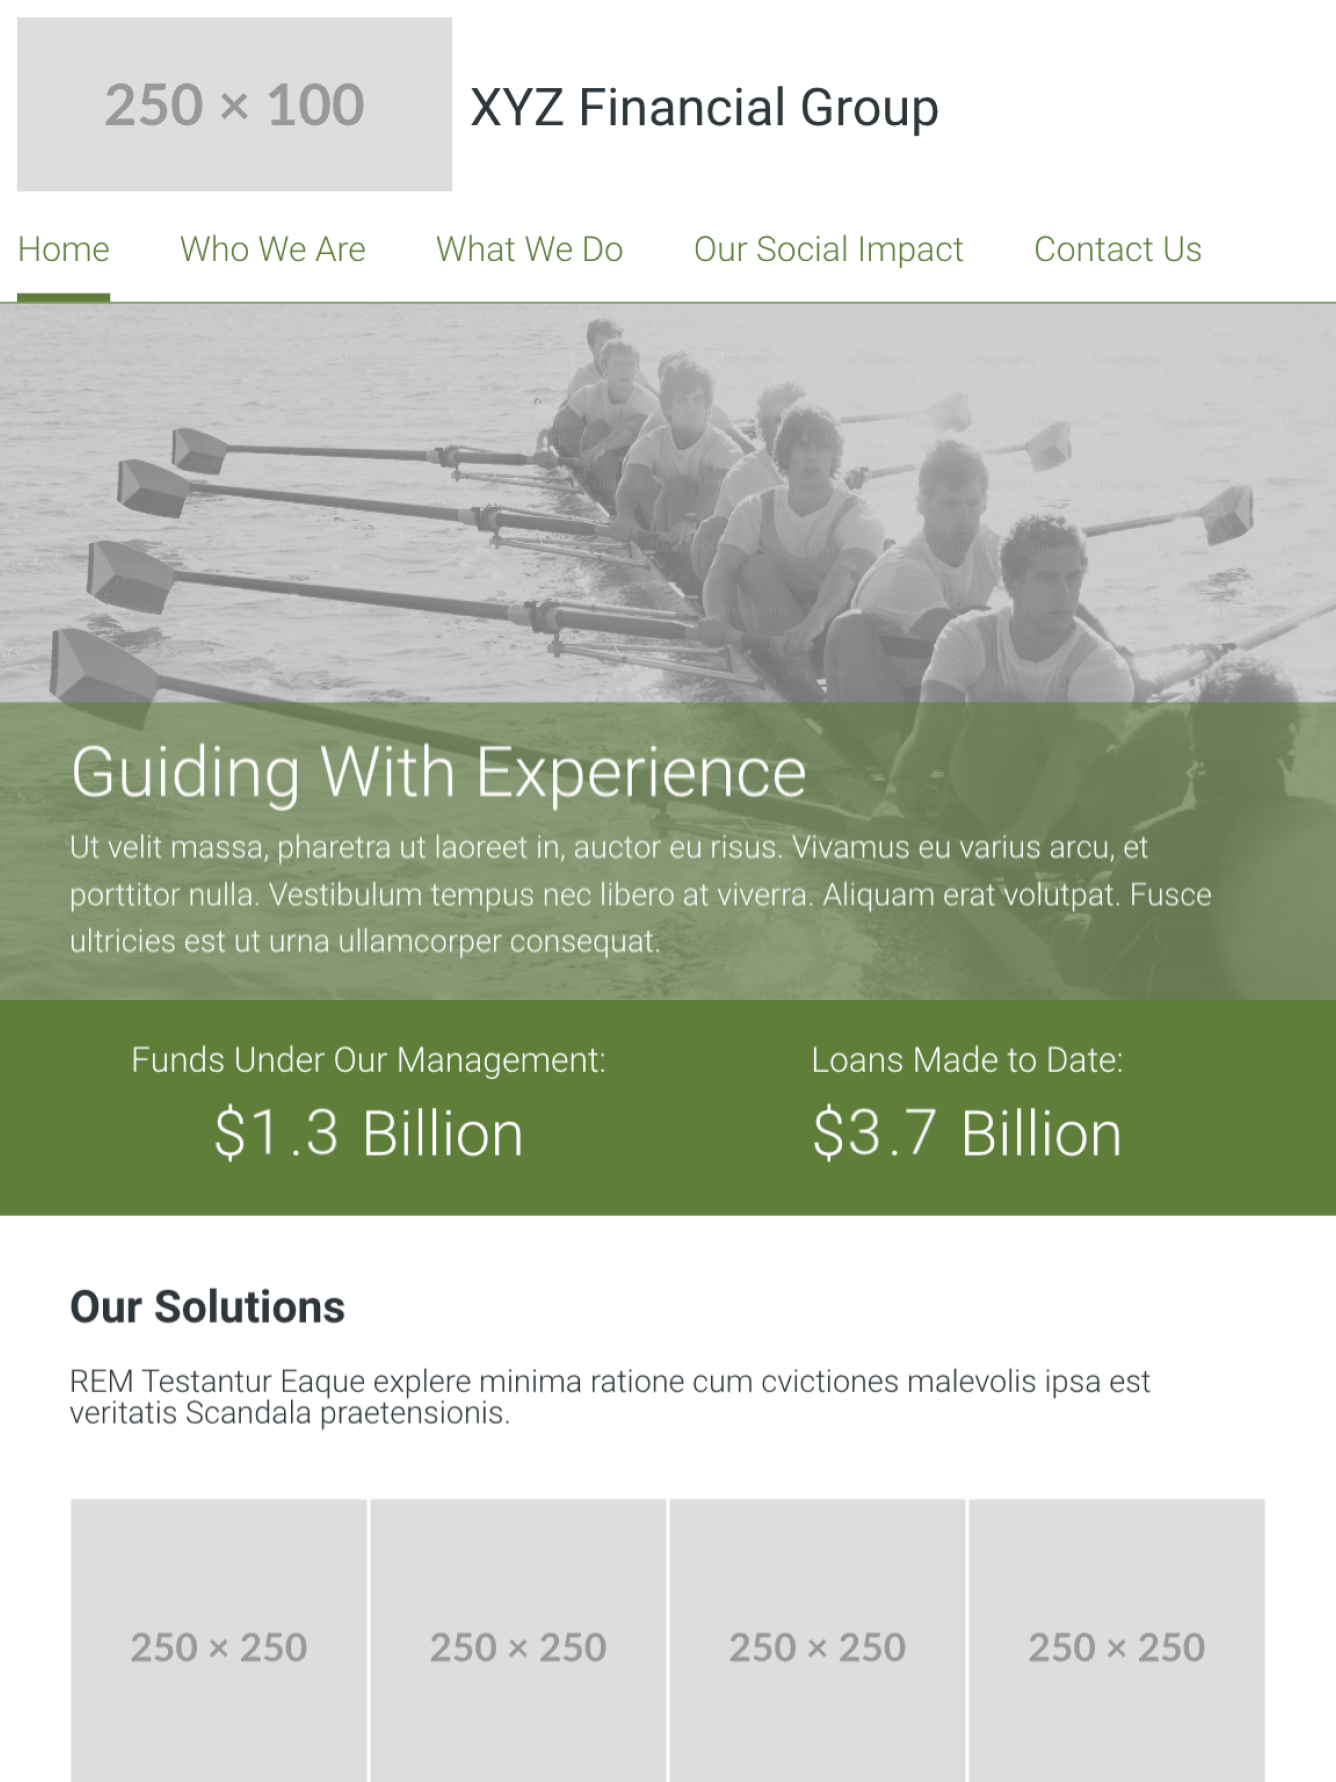 250 × 100
XYZ Financial Group
Home Who We Are What We Do Our Social Impact Contact Us
Guiding With Experience
Ut velit massa, pharetra ut laoreet in, auctor eu risus. Vivamus eu varius arcu, et
porttitor nulla. Vestibulum tempus nec libero at viverra. Aliquam erat volutpat. Fusce
ultricies est ut urna ullamcorper consequat.
Funds Under Our Management:
$1.3 Billion
Loans Made to Date:
$3.7 Billion
Our Solutions
REM Testantur Eaque explere minima ratione cum cvictiones malevolis ipsa est
veritatis Scandala praetensionis.
250 × 250 250 × 250 250 × 250 250 × 250